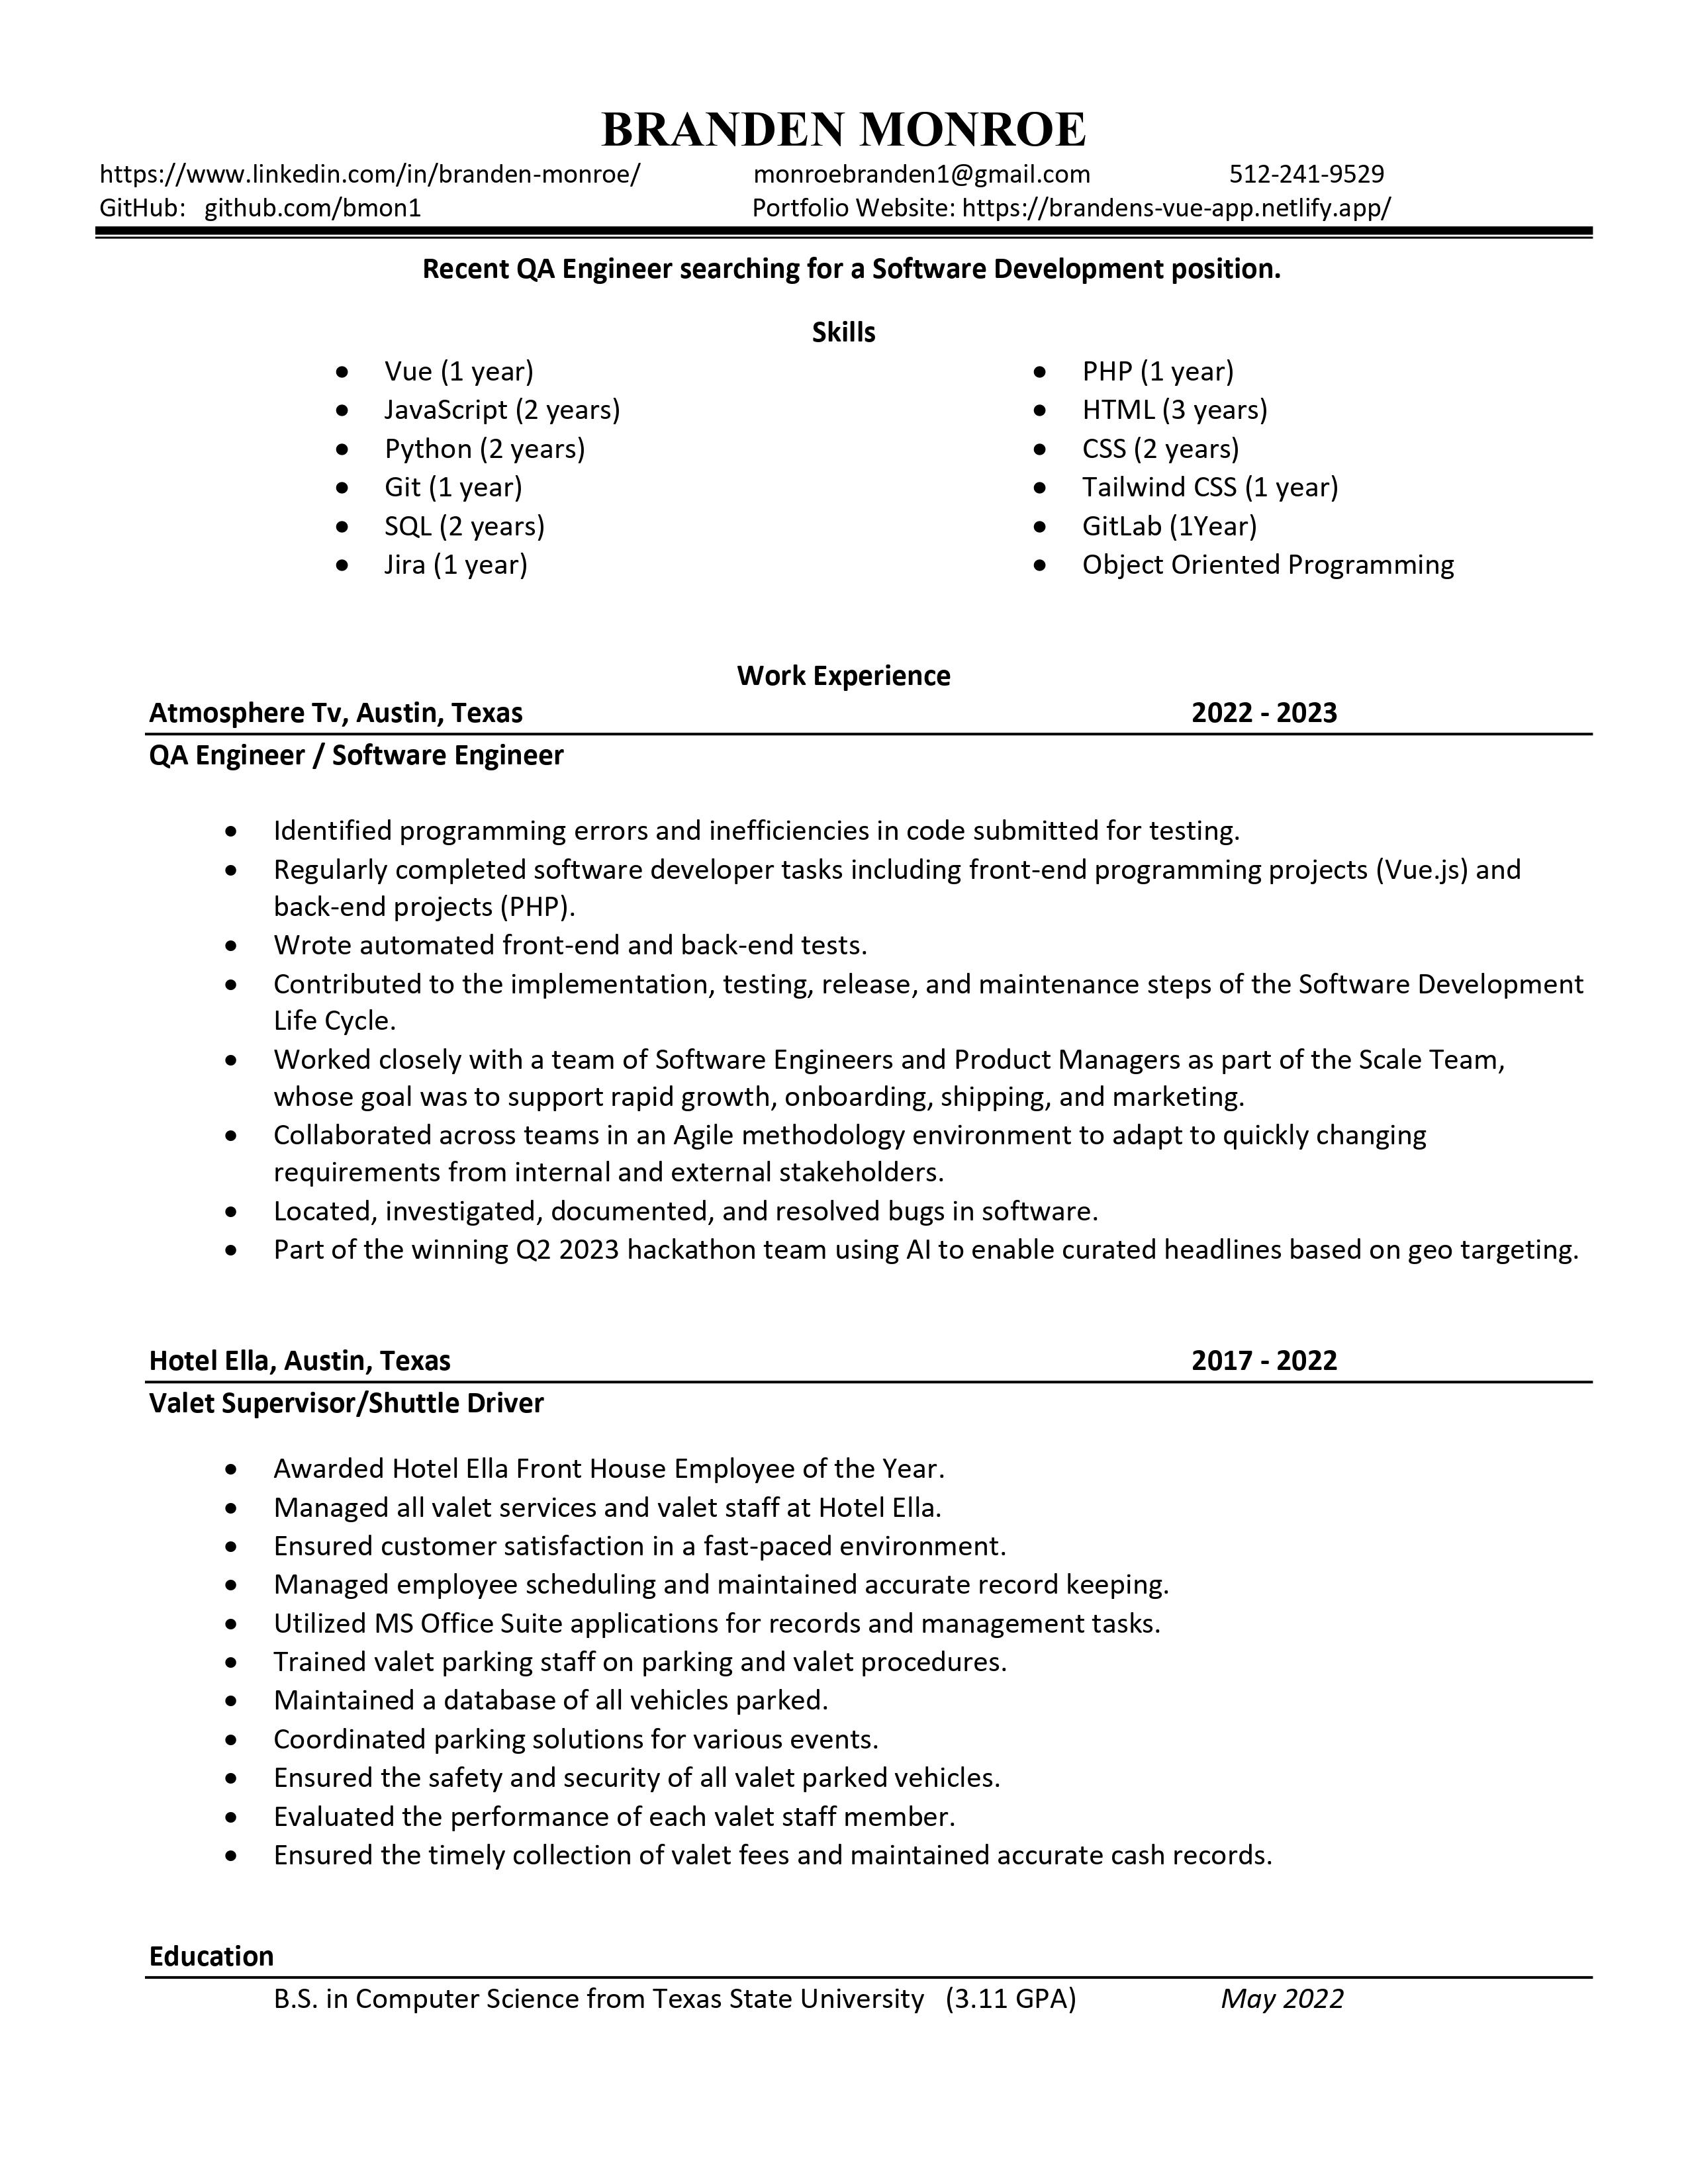 BRANDEN MONROE
https://www.linkedin.com/in/branden-monroe/ monroebranden1@gmail.com 512-241-9529
GitHub: github.com/bmon1 Portfolio Website: https://brandens-vue-app.netlify.app/
Recent QA Engineer searching for a Software Development position.
Skills
• Vue (1 year)
• JavaScript (2 years)
• Python (2 years)
• Git (1 year)
• SQL (2 years)
• Jira (1 year)
• PHP (1 year)
• HTML (3 years)
• CSS (2 years)
• Tailwind CSS (1 year)
• GitLab (1Year)
• Object Oriented Programming
Work Experience
Atmosphere Tv, Austin, Texas 2022 - 2023
QA Engineer / Software Engineer
• Identified programming errors and inefficiencies in code submitted for testing.
• Regularly completed software developer tasks including front-end programming projects (Vue.js) and
back-end projects (PHP).
• Wrote automated front-end and back-end tests.
• Contributed to the implementation, testing, release, and maintenance steps of the Software Development
Life Cycle.
• Worked closely with a team of Software Engineers and Product Managers as part of the Scale Team,
whose goal was to support rapid growth, onboarding, shipping, and marketing.
• Collaborated across teams in an Agile methodology environment to adapt to quickly changing
requirements from internal and external stakeholders.
• Located, investigated, documented, and resolved bugs in software.
• Part of the winning Q2 2023 hackathon team using AI to enable curated headlines based on geo targeting.
Hotel Ella, Austin, Texas 2017 - 2022
Valet Supervisor/Shuttle Driver
• Awarded Hotel Ella Front House Employee of the Year.
• Managed all valet services and valet staff at Hotel Ella.
• Ensured customer satisfaction in a fast-paced environment.
• Managed employee scheduling and maintained accurate record keeping.
• Utilized MS Office Suite applications for records and management tasks.
• Trained valet parking staff on parking and valet procedures.
• Maintained a database of all vehicles parked.
• Coordinated parking solutions for various events.
• Ensured the safety and security of all valet parked vehicles.
• Evaluated the performance of each valet staff member.
• Ensured the timely collection of valet fees and maintained accurate cash records.
Education
B.S. in Computer Science from Texas State University (3.11 GPA) May 2022